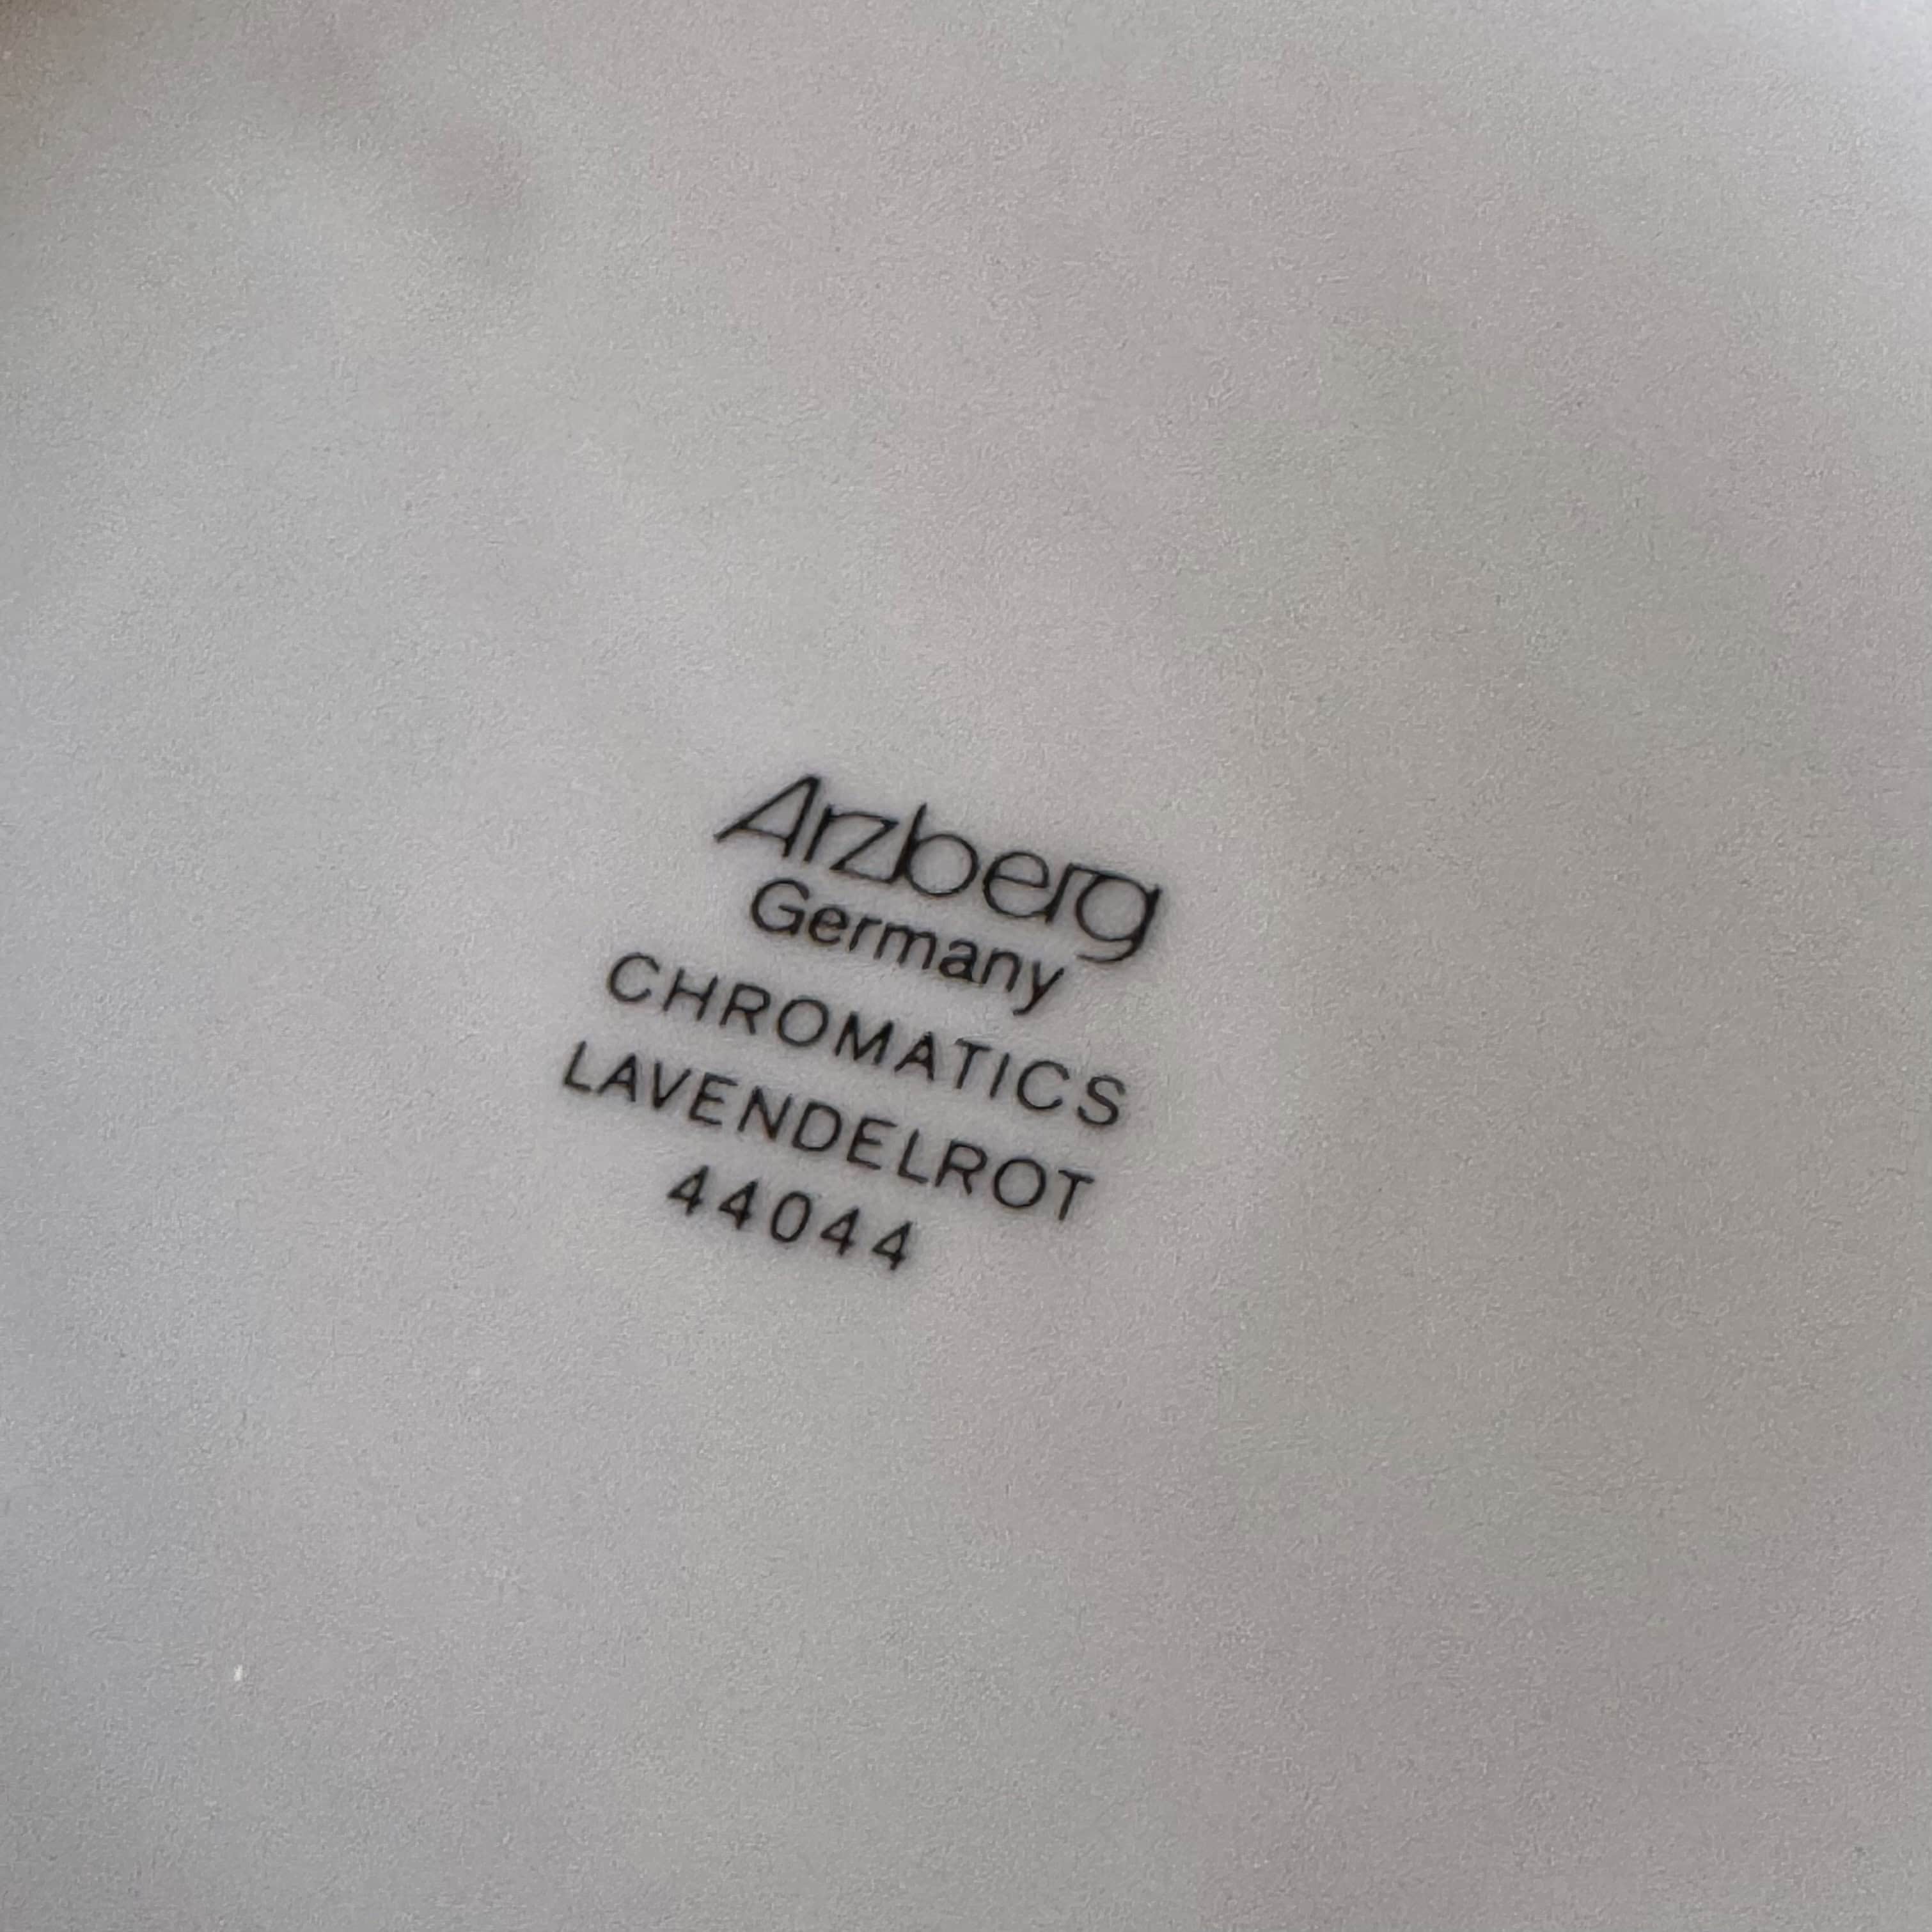 Arzberg
Germany
CHROMATICS
LAVENDELROT
44044